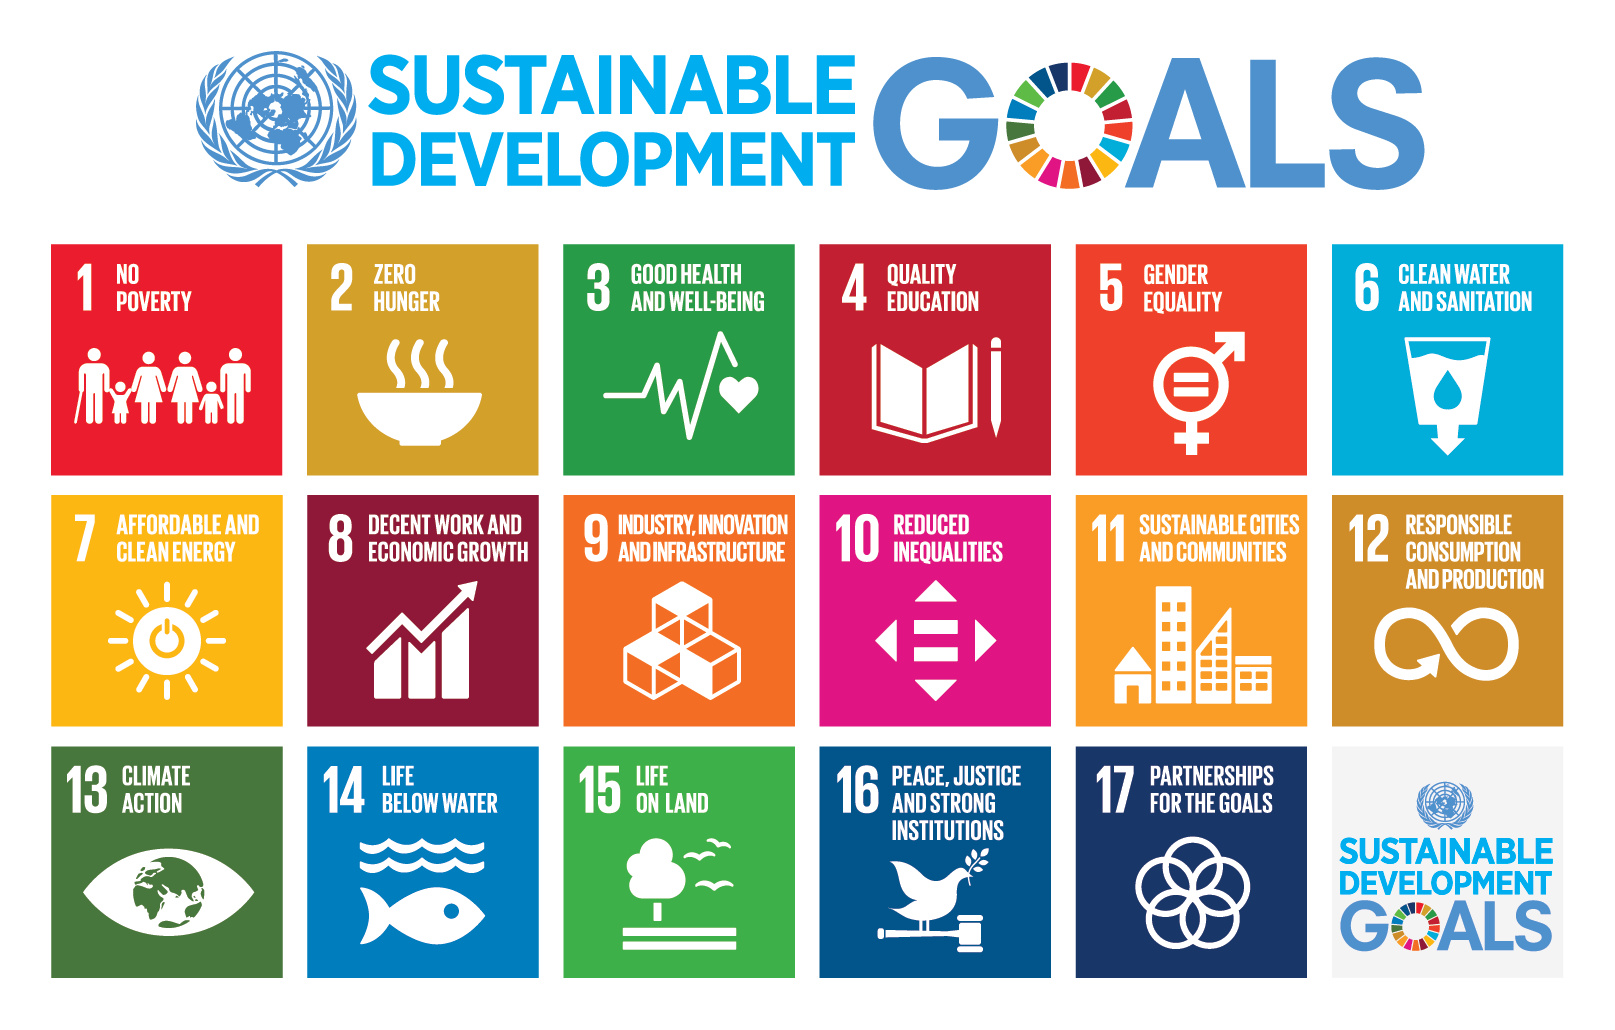 SUSTAINABLE
DEVELOPMENT
GOALS
1 NO
POVERTY
2 ZERO
HUNGER
3 GOOD HEALTH
AND WELL-BEING
4 QUALITY
EDUCATION
5 GENDER
EQUALITY
6 CLEAN WATER
AND SANITATION
7 AFFORDABLE AND
CLEAN ENERGY
8 DECENT WORK AND
ECONOMIC GROWTH
9 INDUSTRY, INNOVATION
AND INFRASTRUCTURE
10 REDUCED
INEQUALITIES
11 SUSTAINABLE CITIES
AND COMMUNITIES
12 RESPONSIBLE
CONSUMPTION
AND PRODUCTION
13 CLIMATE
ACTION
14 LIFE
BELOW WATER
15 LIFE
ON LAND
16 PEACE, JUSTICE
AND STRONG
INSTITUTIONS
17 PARTNERSHIPS
FOR THE GOALS
SUSTAINABLE
DEVELOPMENT
GOALS